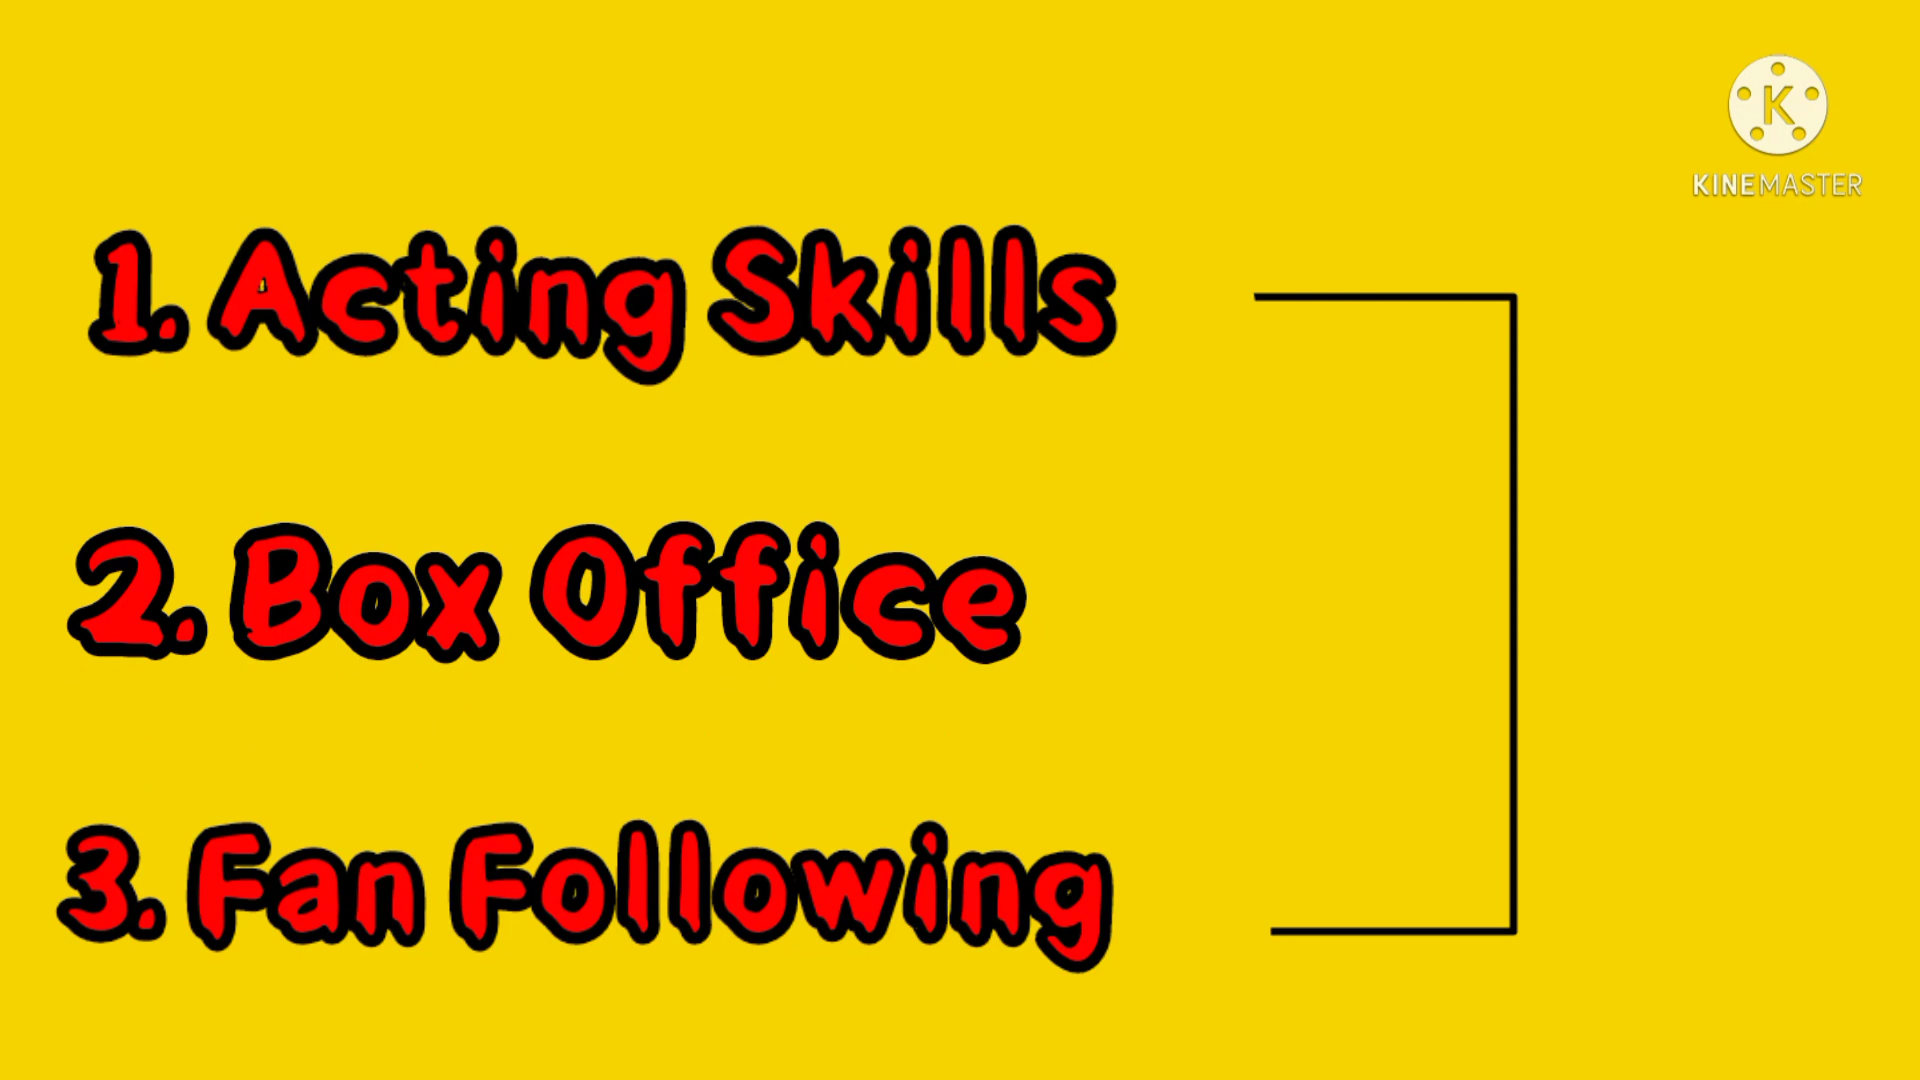 K
KINEMASTER
1. Acting Skills
2. Box Office
3. Fan Following